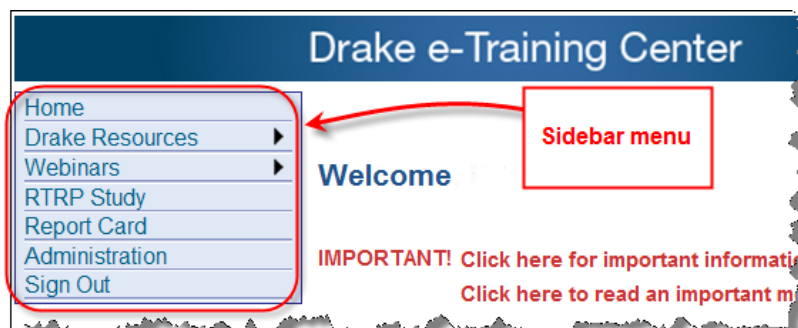 Drake e-Training Center
Home
Drake Resources
Webinars
RTRP Study
Report Card
Administration
Sign Out
Sidebar menu
Welcome
IMPORTANT! Click here for important
Click here to read an important